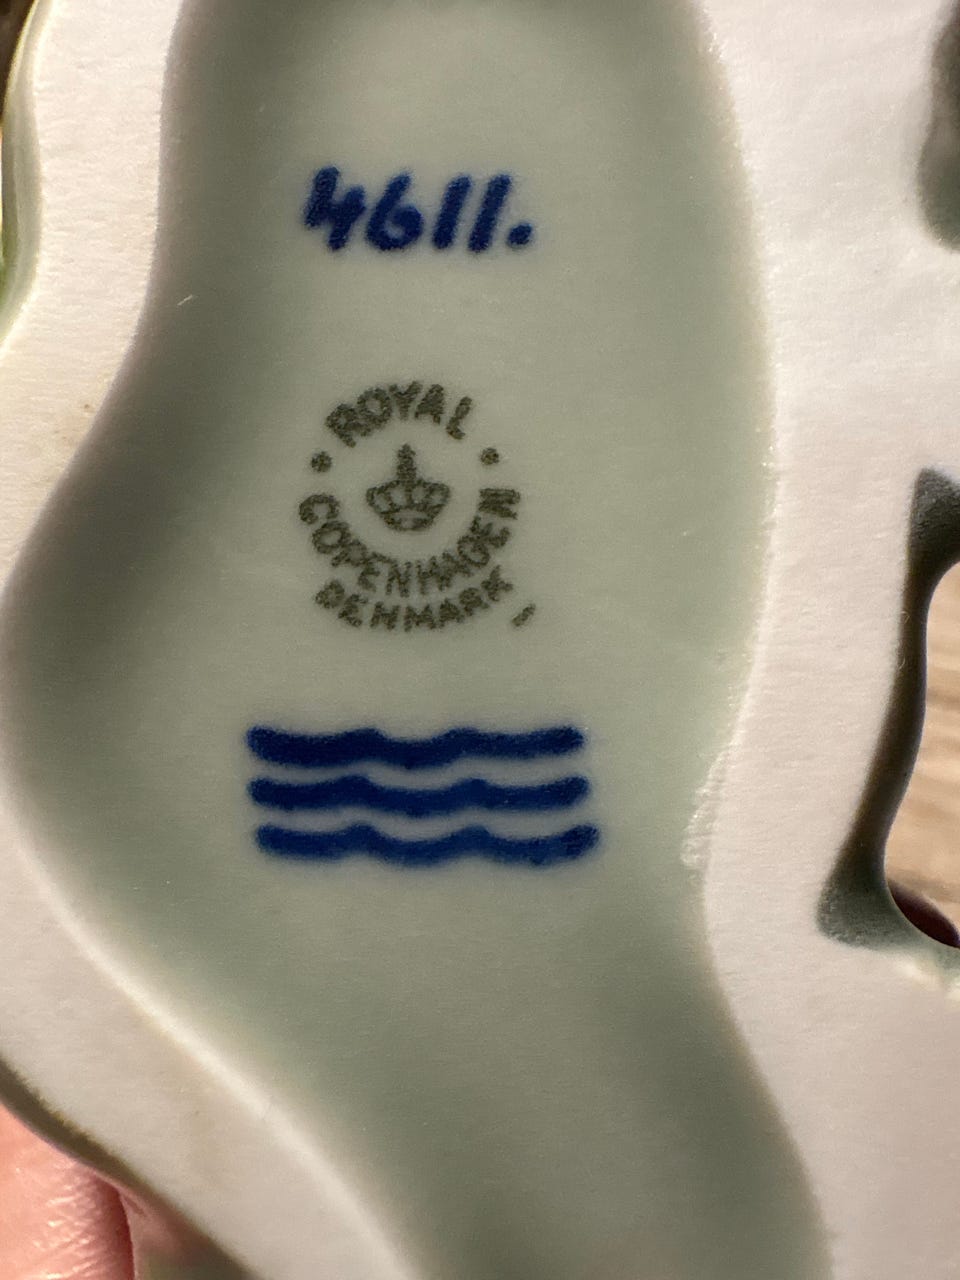 4611.
ROYAL
COPENHAGEN
DENMARK